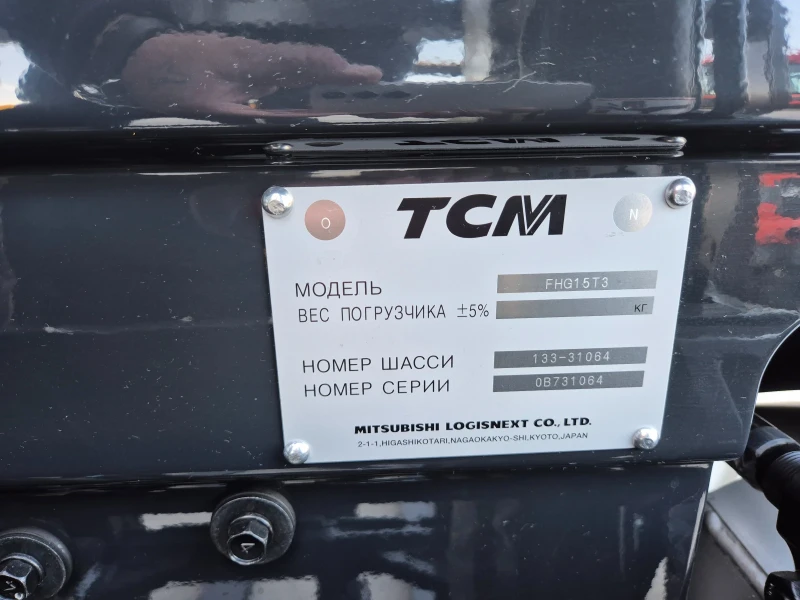 O TCM N
МОДЕЛЬ FHG15T3
ВЕС ПОГРУЗЧИКА ±5% КГ
НОМЕР ШАССИ 133-31064
НОМЕР СЕРИИ 0B731064
MITSUBISHI LOGISNEXT CO., LTD.
2-1-1,HIGASHIKOTARI,NAGAOKAKYO-SHI,KYOTO,JAPAN